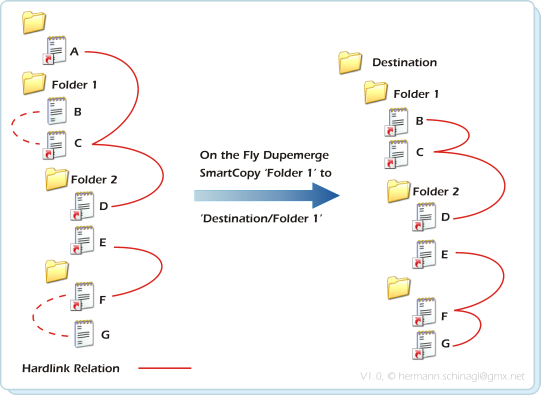 A
Folder 1
B
C
Folder 2
D
E
F
G
Hardlink Relation
On the Fly Dupemerge
SmartCopy ‘Folder 1’ to
‘Destination/Folder 1’
Destination
Folder 1
B
C
Folder 2
D
E
F
G
V1.0, © hermann.schinagl@gmx.net